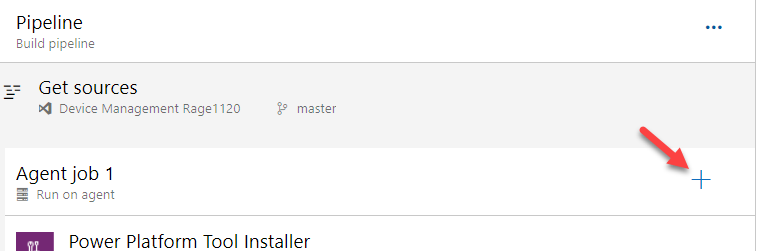 Pipeline
Build pipeline
Get sources
Device Management Rage1120 master
Agent job 1
Run on agent
Power Platform Tool Installer